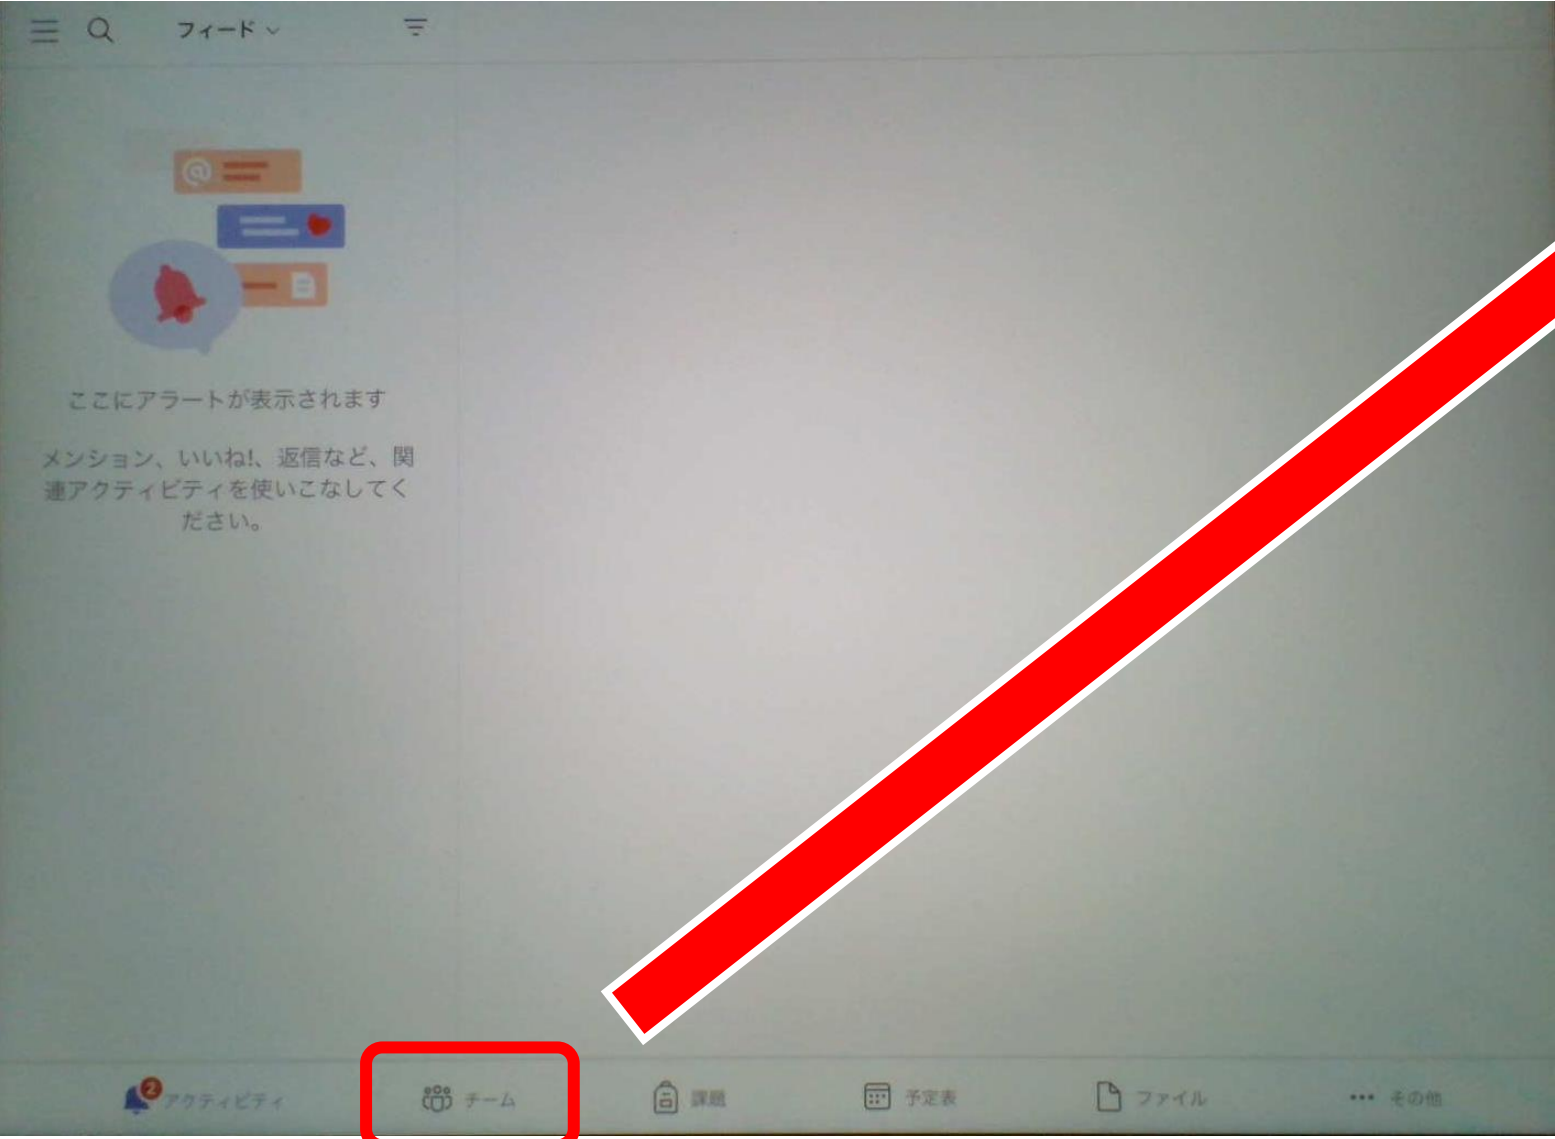 フィード
ここにアラートが表示されます
メンション、いいね!、返信など、関
連アクティビティを使いこなしてく
ださい。
2
アクティビティ
チーム
課題
予定表
ファイル
その他